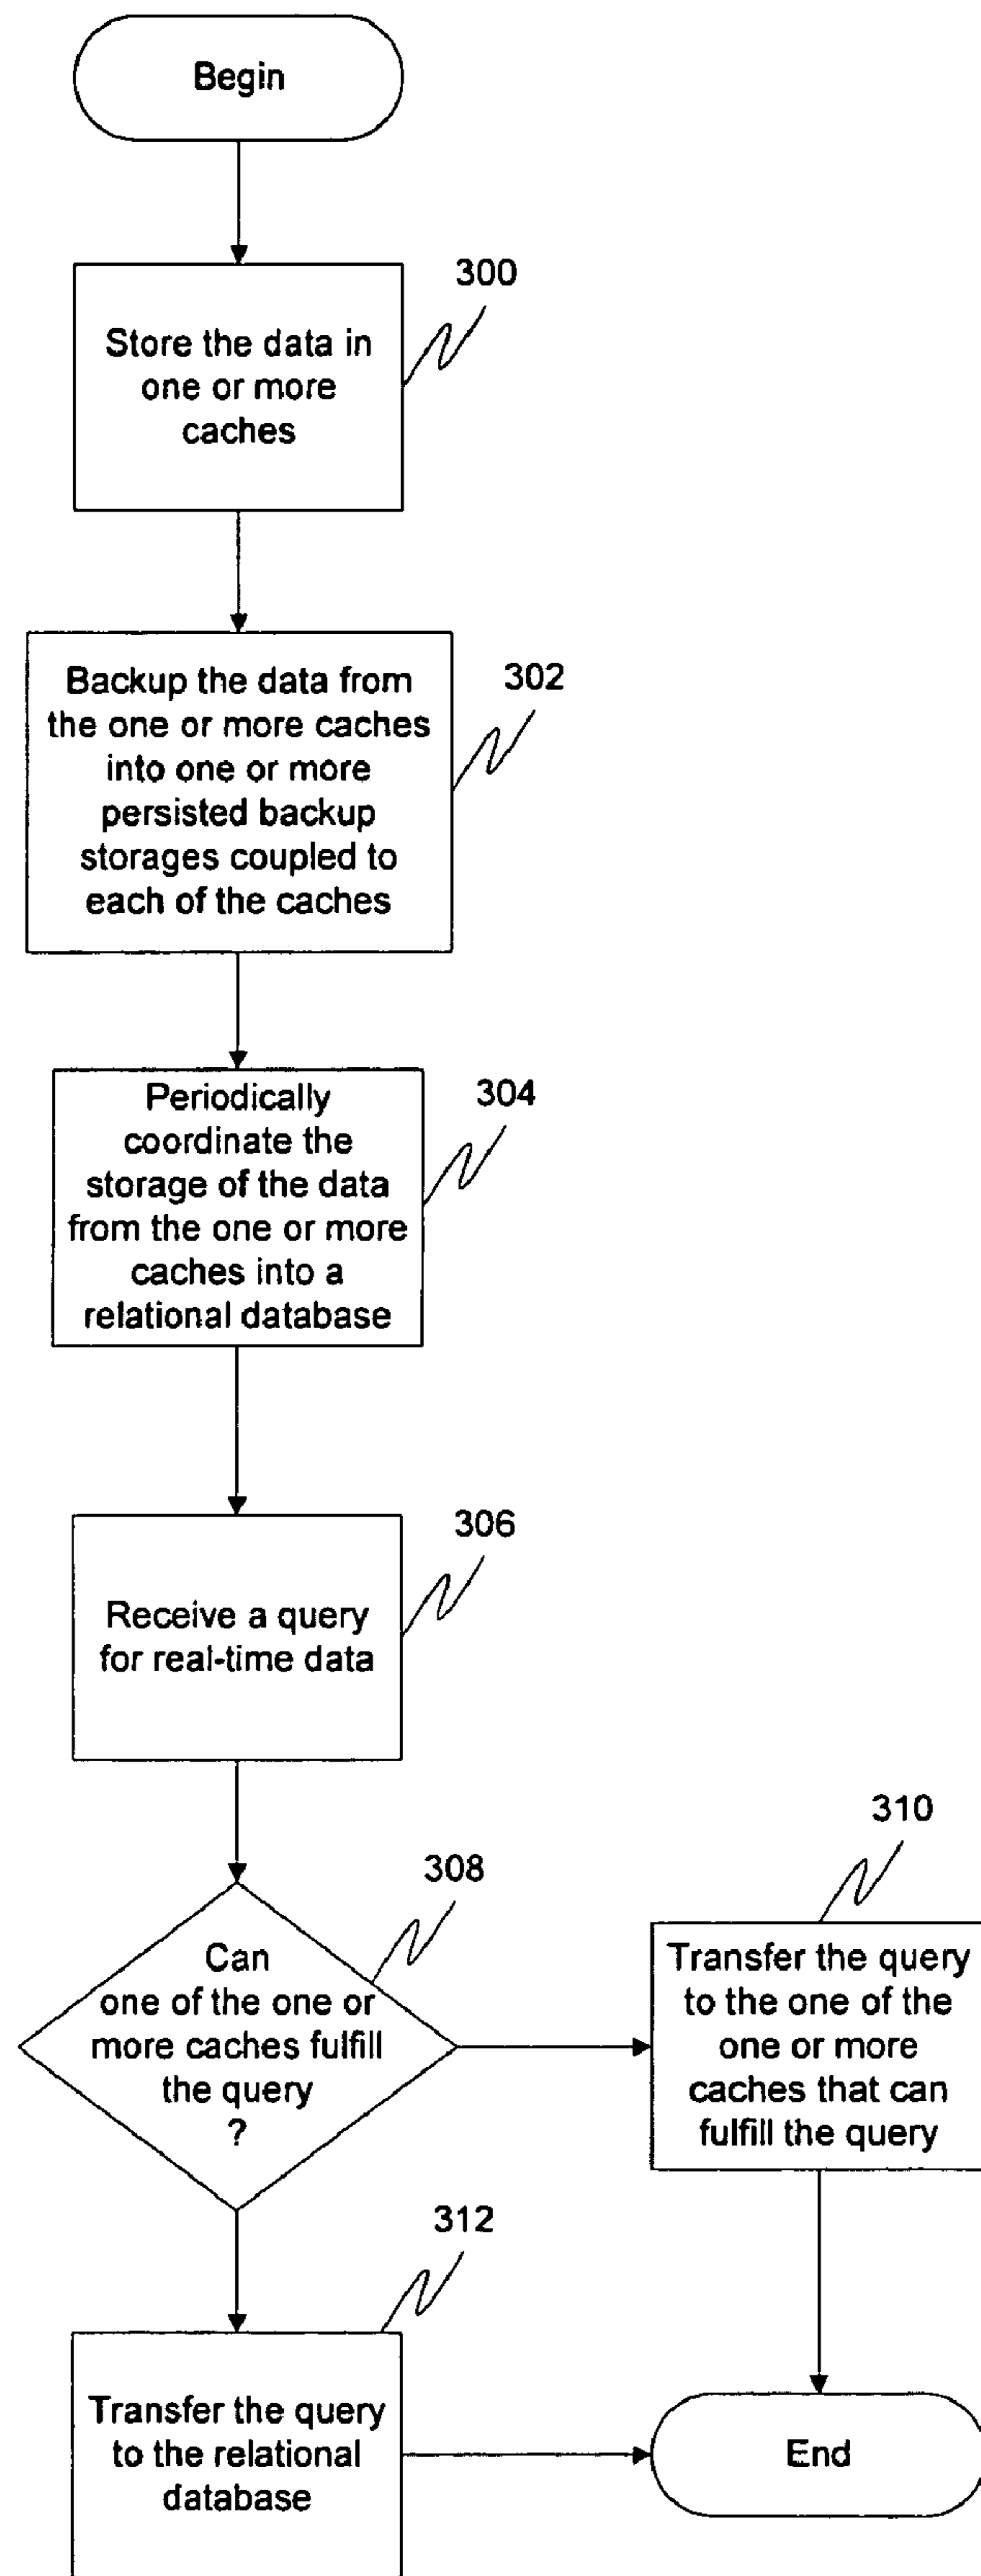 Begin
300
Store the data in
one or more
caches
302
Backup the data from
the one or more caches
into one or more
persisted backup
storages coupled to
each of the caches
304
Periodically
coordinate the
storage of the data
from the one or more
caches into a
relational database
306
Receive a query
for real-time data
308
Can
one of the one or
more caches fulfill
the query
?
310
Transfer the query
to the one of the
one or more
caches that can
fulfill the query
312
Transfer the query
to the relational
database
End